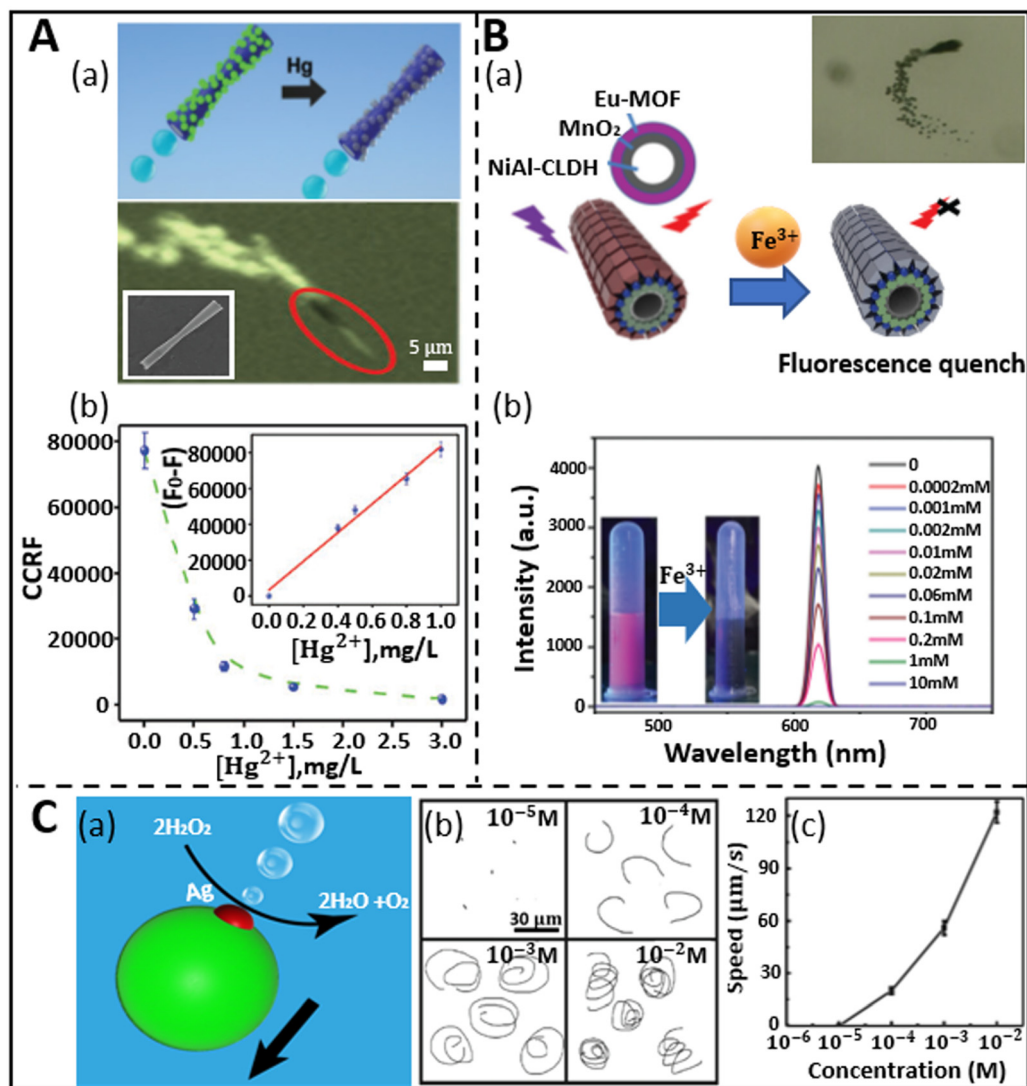 A
(a)
Hg
5 μm
(b)
80000
60000
40000
20000
0
CCRF
0.0 0.5 1.0 1.5 2.0 2.5 3.0
[Hg²⁺],mg/L
80000
60000
40000
20000
0
(F₀-F)
0.0 0.2 0.4 0.6 0.8 1.0
[Hg²⁺],mg/L
B
(a)
Eu-MOF
MnO₂
NiAl-CLDH
Fe³⁺
Fluorescence quench
(b)
4000
3000
2000
1000
0
Intensity (a.u.)
Fe³⁺
0
0.0002mM
0.001mM
0.002mM
0.01mM
0.02mM
0.06mM
0.1mM
0.2mM
1mM
10mM
500 600 700
Wavelength (nm)
C
(a)
2H₂O₂
Ag
2H₂O +O₂
(b)
10⁻⁵M
10⁻⁴M
30 μm
10⁻³M
10⁻²M
(c)
120
90
60
30
0
Speed (μm/s)
10⁻⁶ 10⁻⁵ 10⁻⁴ 10⁻³ 10⁻²
Concentration (M)